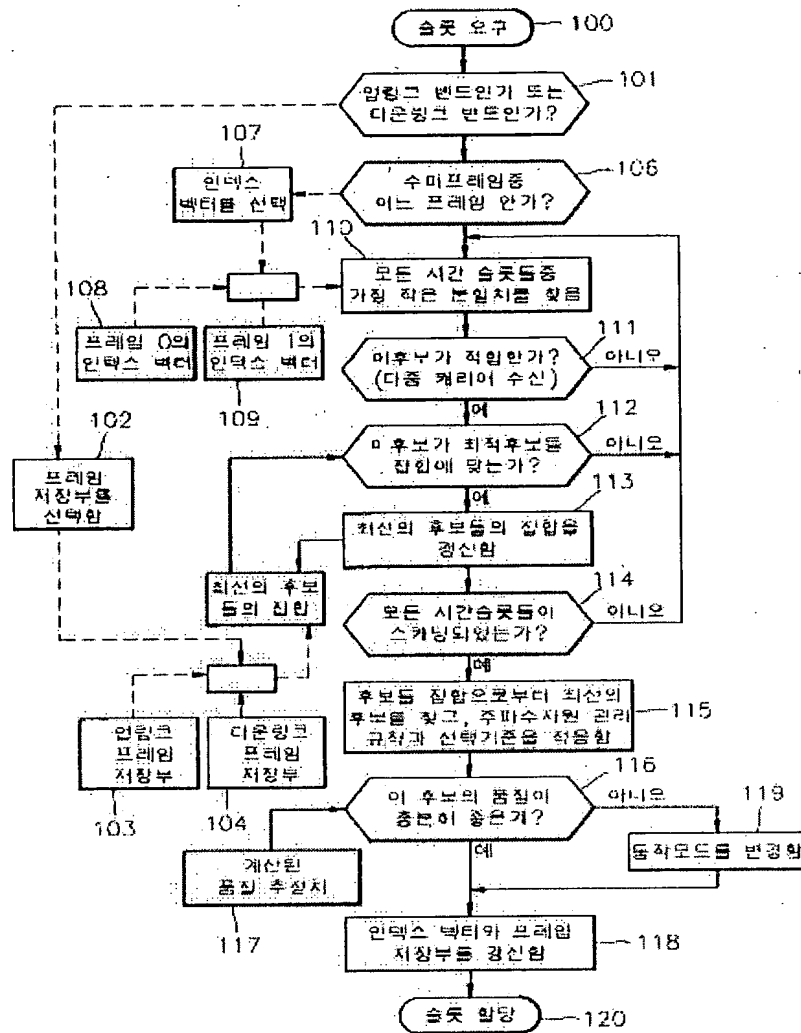 슬롯 요구
100
업링크 밴드인가 또는
다운링크 밴드인가?
101
107
인덱스
벡터를 선택
수미프레임중
어느 프레임 인가?
106
110
모든 시간 슬롯들중
가장 작은 불일치를 찾음
108
프레임 0의
인덱스 벡터
프레임 1의
인덱스 벡터
109
이후보가 적합한가?
(다중 캐리어 수신)
111
아니오
예
102
프레임
저장부를
선택함
이후보가 최적후보들
집합에 맞는가?
112
아니오
예
113
최선의 후보들의 집합을
갱신함
최선의 후보
들의 집합
114
모든 시간슬롯들이
스캐닝되었는가?
아니오
예
업링크
프레임
저장부
103
다운링크
프레임
저장부
104
후보들 집합으로부터 최선의
후보를 찾고, 주파수자원 관리
규칙과 선택기준을 적용함
115
116
이 후보의 품질이
충분히 좋은가?
아니오
119
동작모드를 변경함
예
계산된
품질 추정치
117
인덱스 벡터와 프레임
저장부를 갱신함
118
슬롯 할당
120